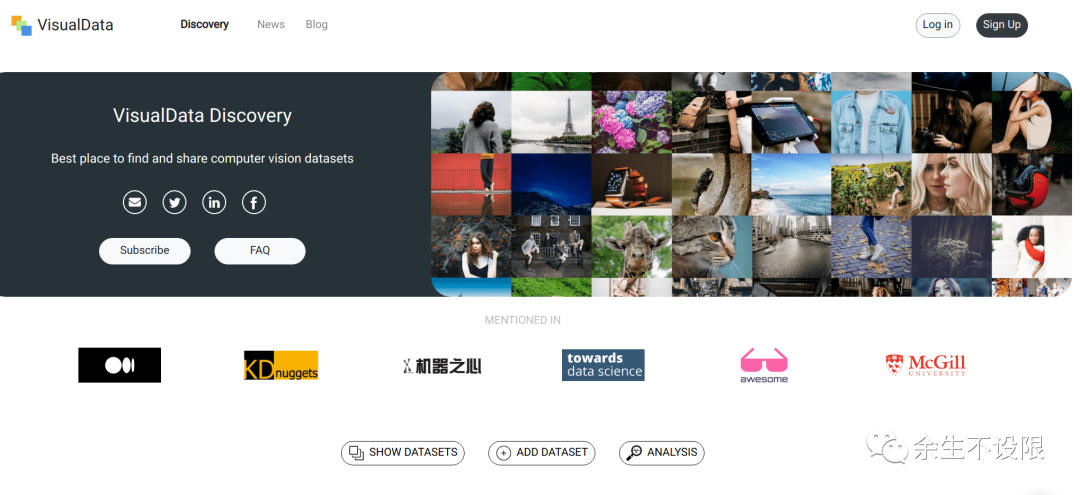 VisualData
Discovery
News
Blog
Log in
Sign Up
VisualData Discovery
Best place to find and share computer vision datasets
Subscribe
FAQ
MENTIONED IN
KD nuggets
机器之心
towards
data science
awesome
McGill
UNIVERSITY
SHOW DATASETS
ADD DATASET
ANALYSIS
余生不设限